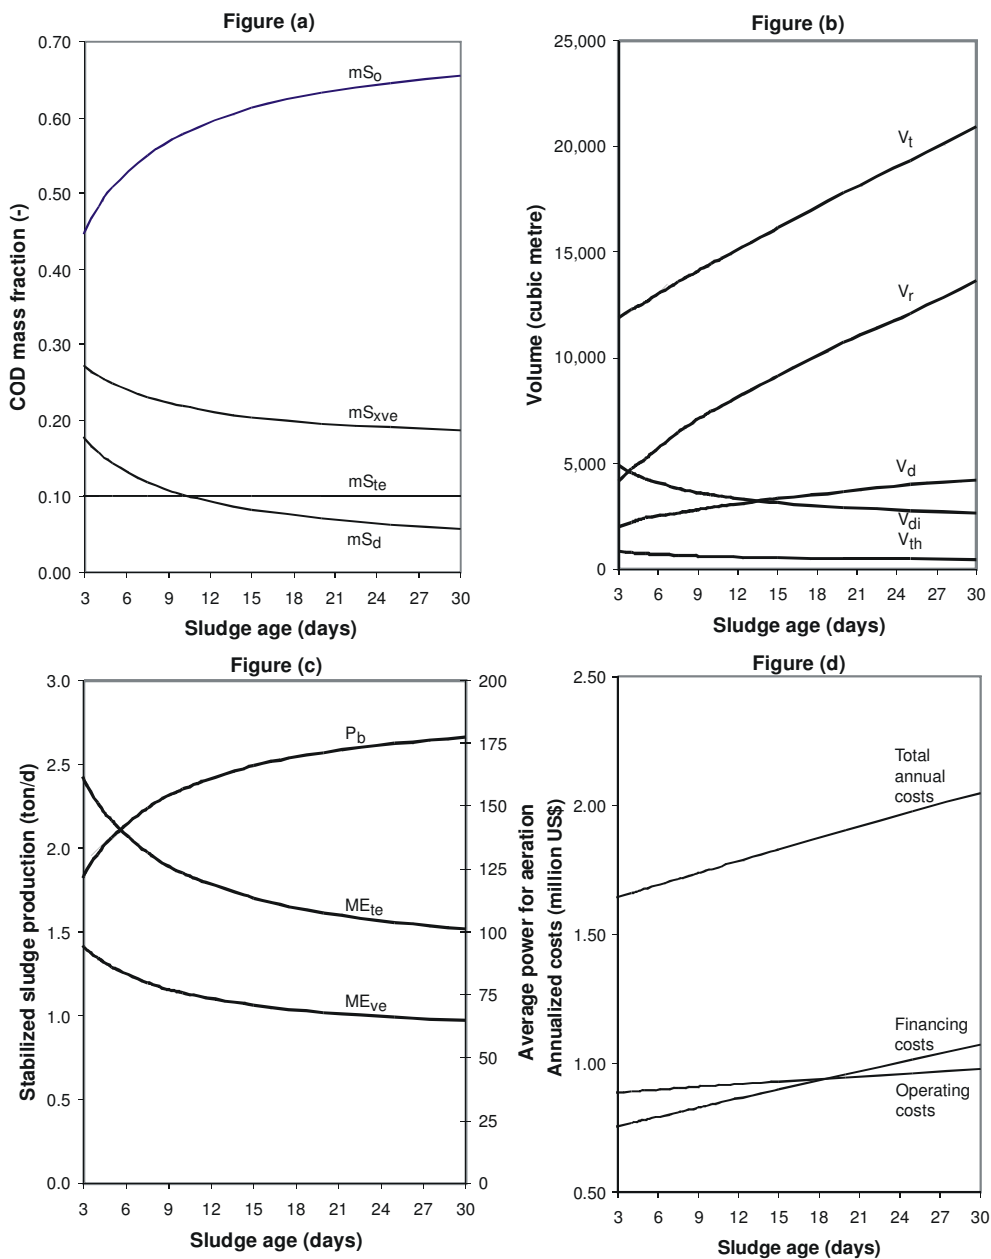 Figure (a)
0.70
0.60
0.50
0.40
0.30
0.20
0.10
0.00
COD mass fraction (-)
mSo
mSxve
mSte
mSd
3 6 9 12 15 18 21 24 27 30
Sludge age (days)
Figure (b)
25,000
20,000
15,000
10,000
5,000
0
Volume (cubic metre)
Vt
Vr
Vd
Vdi
Vth
3 6 9 12 15 18 21 24 27 30
Sludge age (days)
Figure (c)
3.0
2.5
2.0
1.5
1.0
0.5
0.0
Stabilized sludge production (ton/d)
Pb
MEte
MEve
200
175
150
125
100
75
50
25
0
Average power for aeration
3 6 9 12 15 18 21 24 27 30
Sludge age (days)
Figure (d)
2.50
2.00
1.50
1.00
0.50
Annualized costs (million US$)
Total
annual
costs
Financing
costs
Operating
costs
3 6 9 12 15 18 21 24 27 30
Sludge age (days)